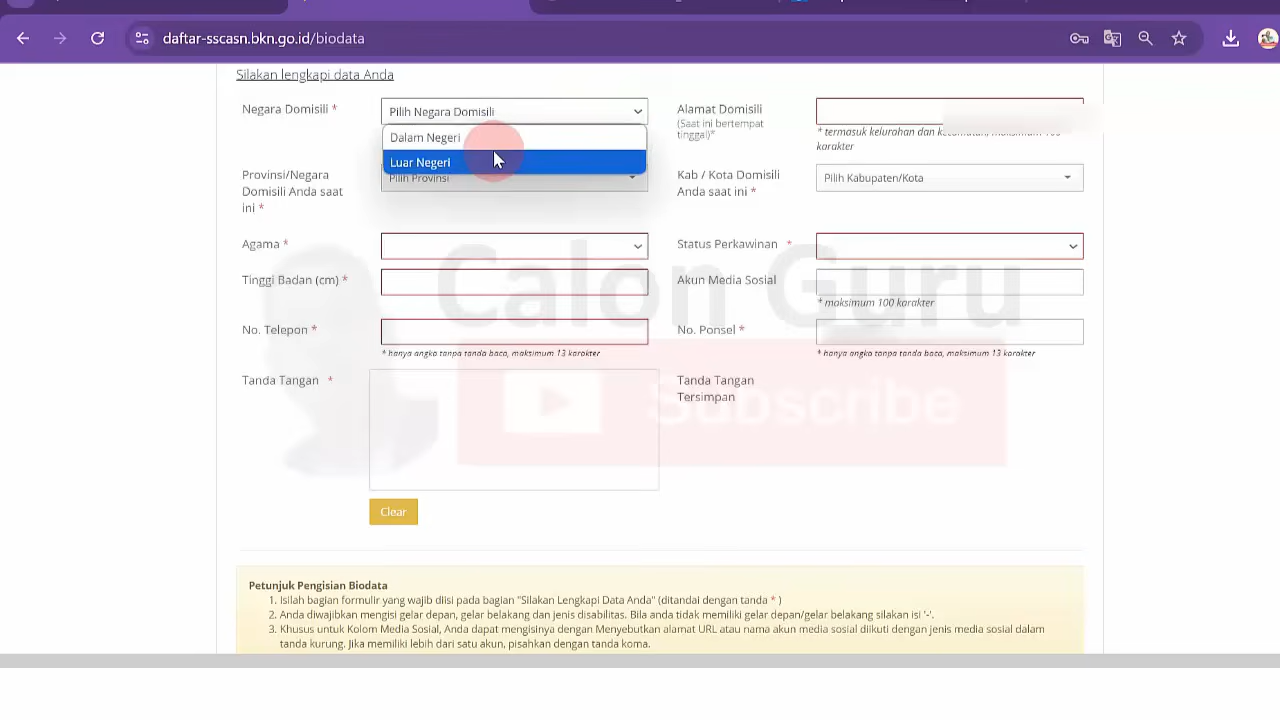 daftar-sscasn.bkn.go.id/biodata
Silakan lengkapi data Anda
Negara Domisili *
Pilih Negara Domisili
Dalam Negeri
Luar Negeri
Alamat Domisili
(Saat ini bertempat
tinggal)*
* termasuk kelurahan dan kecamatan, maksimum 100
karakter
Provinsi/Negara
Domisili Anda saat
ini *
Pilih Provinsi
Kab / Kota Domisili
Anda saat ini *
Pilih Kabupaten/Kota
Agama *
Status Perkawinan *
Tinggi Badan (cm) *
Akun Media Sosial
* maksimum 100 karakter
No. Telepon *
* hanya angka tanpa tanda baca, maksimum 13 karakter
No. Ponsel *
* hanya angka tanpa tanda baca, maksimum 13 karakter
Tanda Tangan *
Tanda Tangan
Tersimpan
Calon Guru
Subscribe
Clear
Petunjuk Pengisian Biodata
1. Isilah bagian formulir yang wajib diisi pada bagian "Silakan Lengkapi Data Anda" (ditandai dengan tanda * )
2. Anda diwajibkan mengisi gelar depan, gelar belakang dan jenis disabilitas. Bila anda tidak memiliki gelar depan/gelar belakang silakan isi '-'.
3. Khusus untuk Kolom Media Sosial, Anda dapat mengisinya dengan Menyebutkan alamat URL atau nama akun media sosial diikuti dengan jenis media sosial dalam
tanda kurung. Jika memiliki lebih dari satu akun, pisahkan dengan tanda koma.